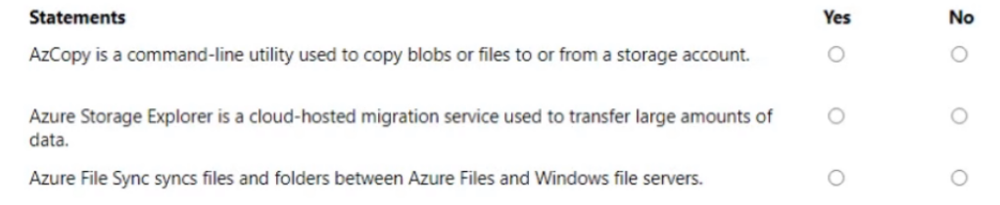 Statements Yes No
AzCopy is a command-line utility used to copy blobs or files to or from a storage account.
Azure Storage Explorer is a cloud-hosted migration service used to transfer large amounts of
data.
Azure File Sync syncs files and folders between Azure Files and Windows file servers.